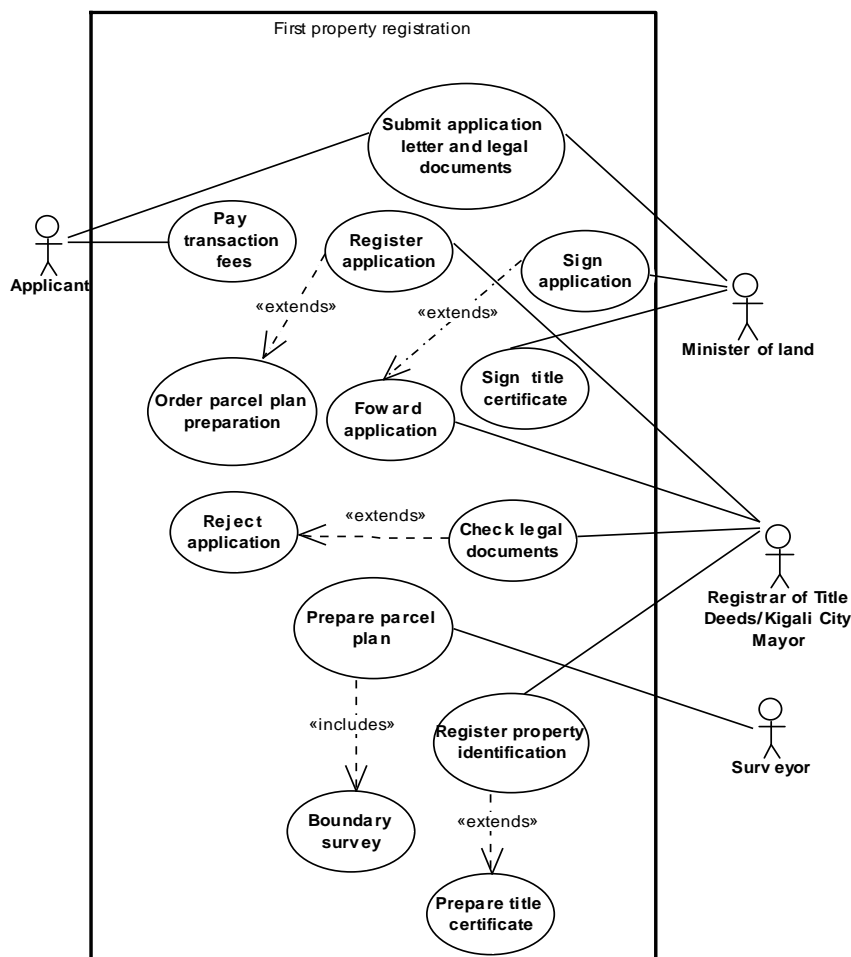 First property registration
Submit application
letter and legal
documents
Pay
transaction
fees
Register
application
Sign
application
Applicant
«extends»
«extends»
Minister of land
Order parcel plan
preparation
Foward
application
Sign title
certificate
Reject
application
«extends»
Check legal
documents
Registrar of Title
Deeds/Kigali City
Mayor
Prepare parcel
plan
«includes»
Register property
identification
Surveyor
Boundary
survey
«extends»
Prepare title
certificate